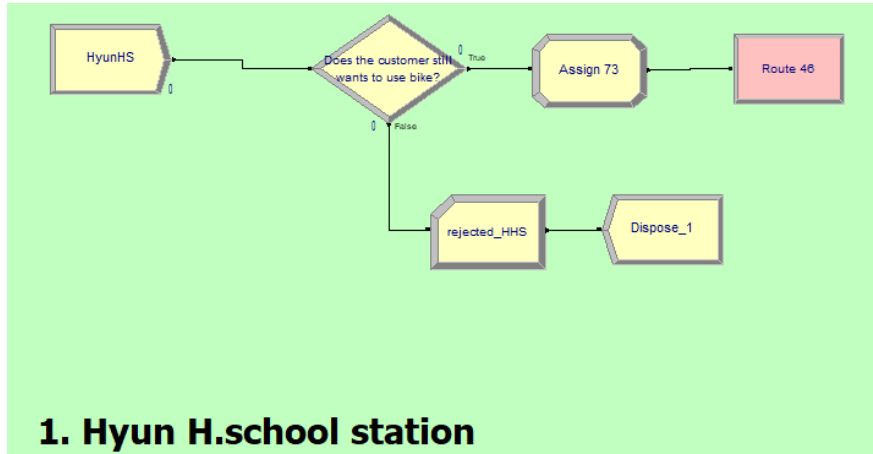 HyunHS
0
Does the customer still
wants to use bike?
0
True
0
False
Assign 73
Route 46
rejected_HHS
Dispose_1
1. Hyun H.school station